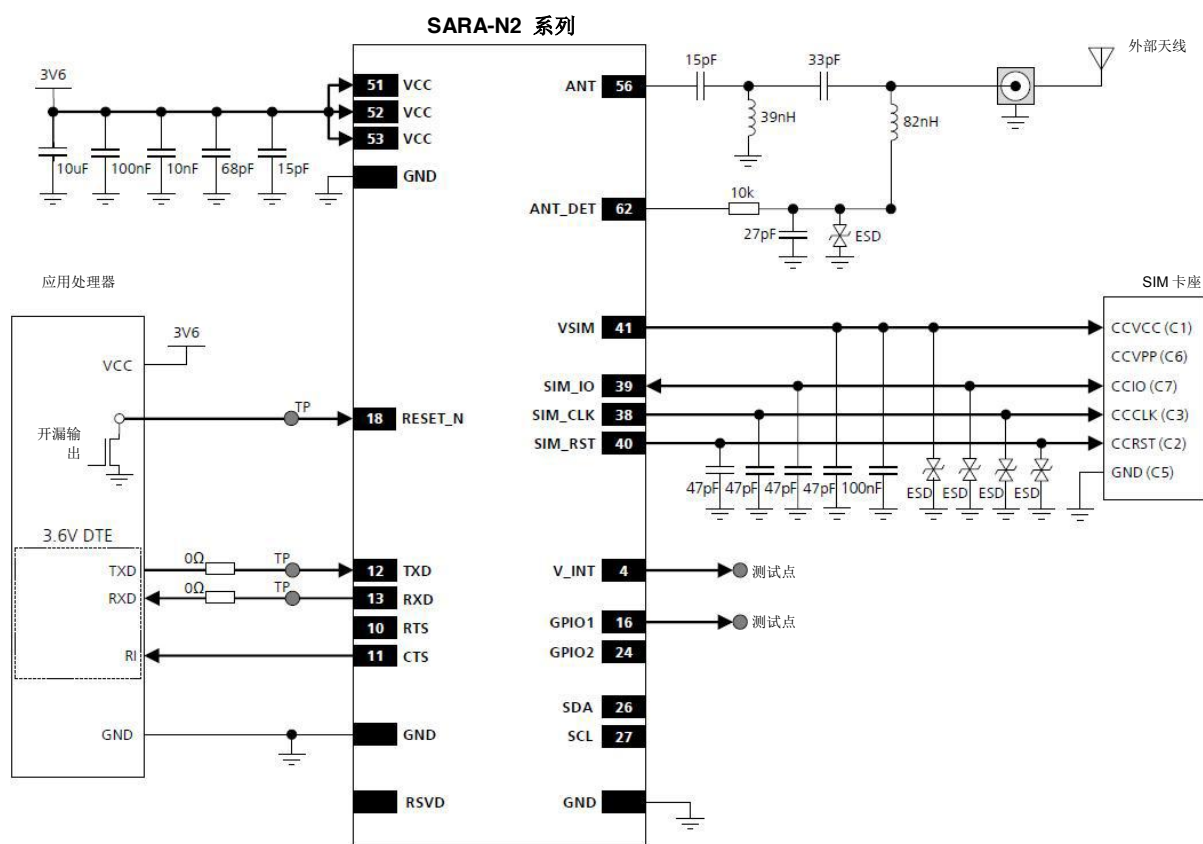 SARA-N2 系列
3V6
10uF
100nF
10nF
68pF
15pF
51 VCC
52 VCC
53 VCC
GND
ANT 56
15pF
33pF
39nH
82nH
外部天线
ANT_DET 62
10k
27pF
ESD
应用处理器
VCC
3V6
开漏输
出
TP
18 RESET_N
3.6V DTE
TXD
0Ω
TP
12 TXD
RXD
0Ω
TP
13 RXD
10 RTS
RI
11 CTS
GND
GND
RSVD
VSIM 41
SIM_IO 39
SIM_CLK 38
SIM_RST 40
47pF
47pF
47pF
47pF
100nF
ESD
ESD
ESD
ESD
SIM 卡座
CCVCC (C1)
CCVPP (C6)
CCIO (C7)
CCCLK (C3)
CCRST (C2)
GND (C5)
V_INT 4
测试点
GPIO1 16
测试点
GPIO2 24
SDA 26
SCL 27
GND